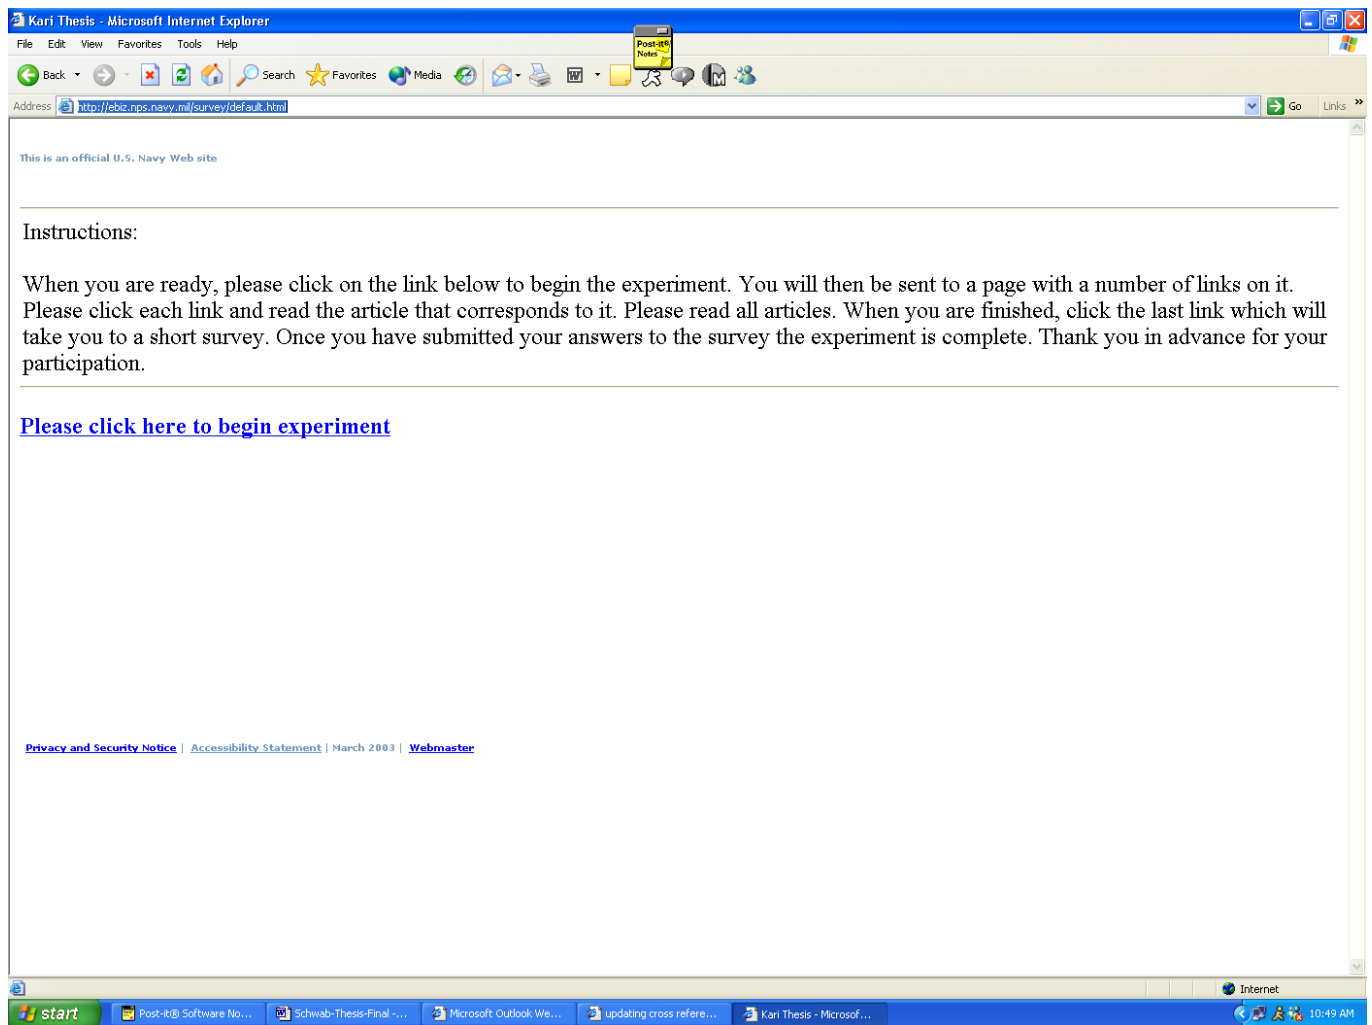 Kari Thesis - Microsoft Internet Explorer
File Edit View Favorites Tools Help
Post-it®
Notes
Back Search Favorites Media
Address http://ebiz.nps.navy.mil/survey/default.html Go Links »
This is an official U.S. Navy Web site
Instructions:
When you are ready, please click on the link below to begin the experiment. You will then be sent to a page with a number of links on it.
Please click each link and read the article that corresponds to it. Please read all articles. When you are finished, click the last link which will
take you to a short survey. Once you have submitted your answers to the survey the experiment is complete. Thank you in advance for your
participation.
Please click here to begin experiment
Privacy and Security Notice | Accessibility Statement | March 2003 | Webmaster
Internet
start Post-it® Software No... Schwab-Thesis-Final -... Microsoft Outlook We... updating cross refere... Kari Thesis - Microsof... 10:49 AM